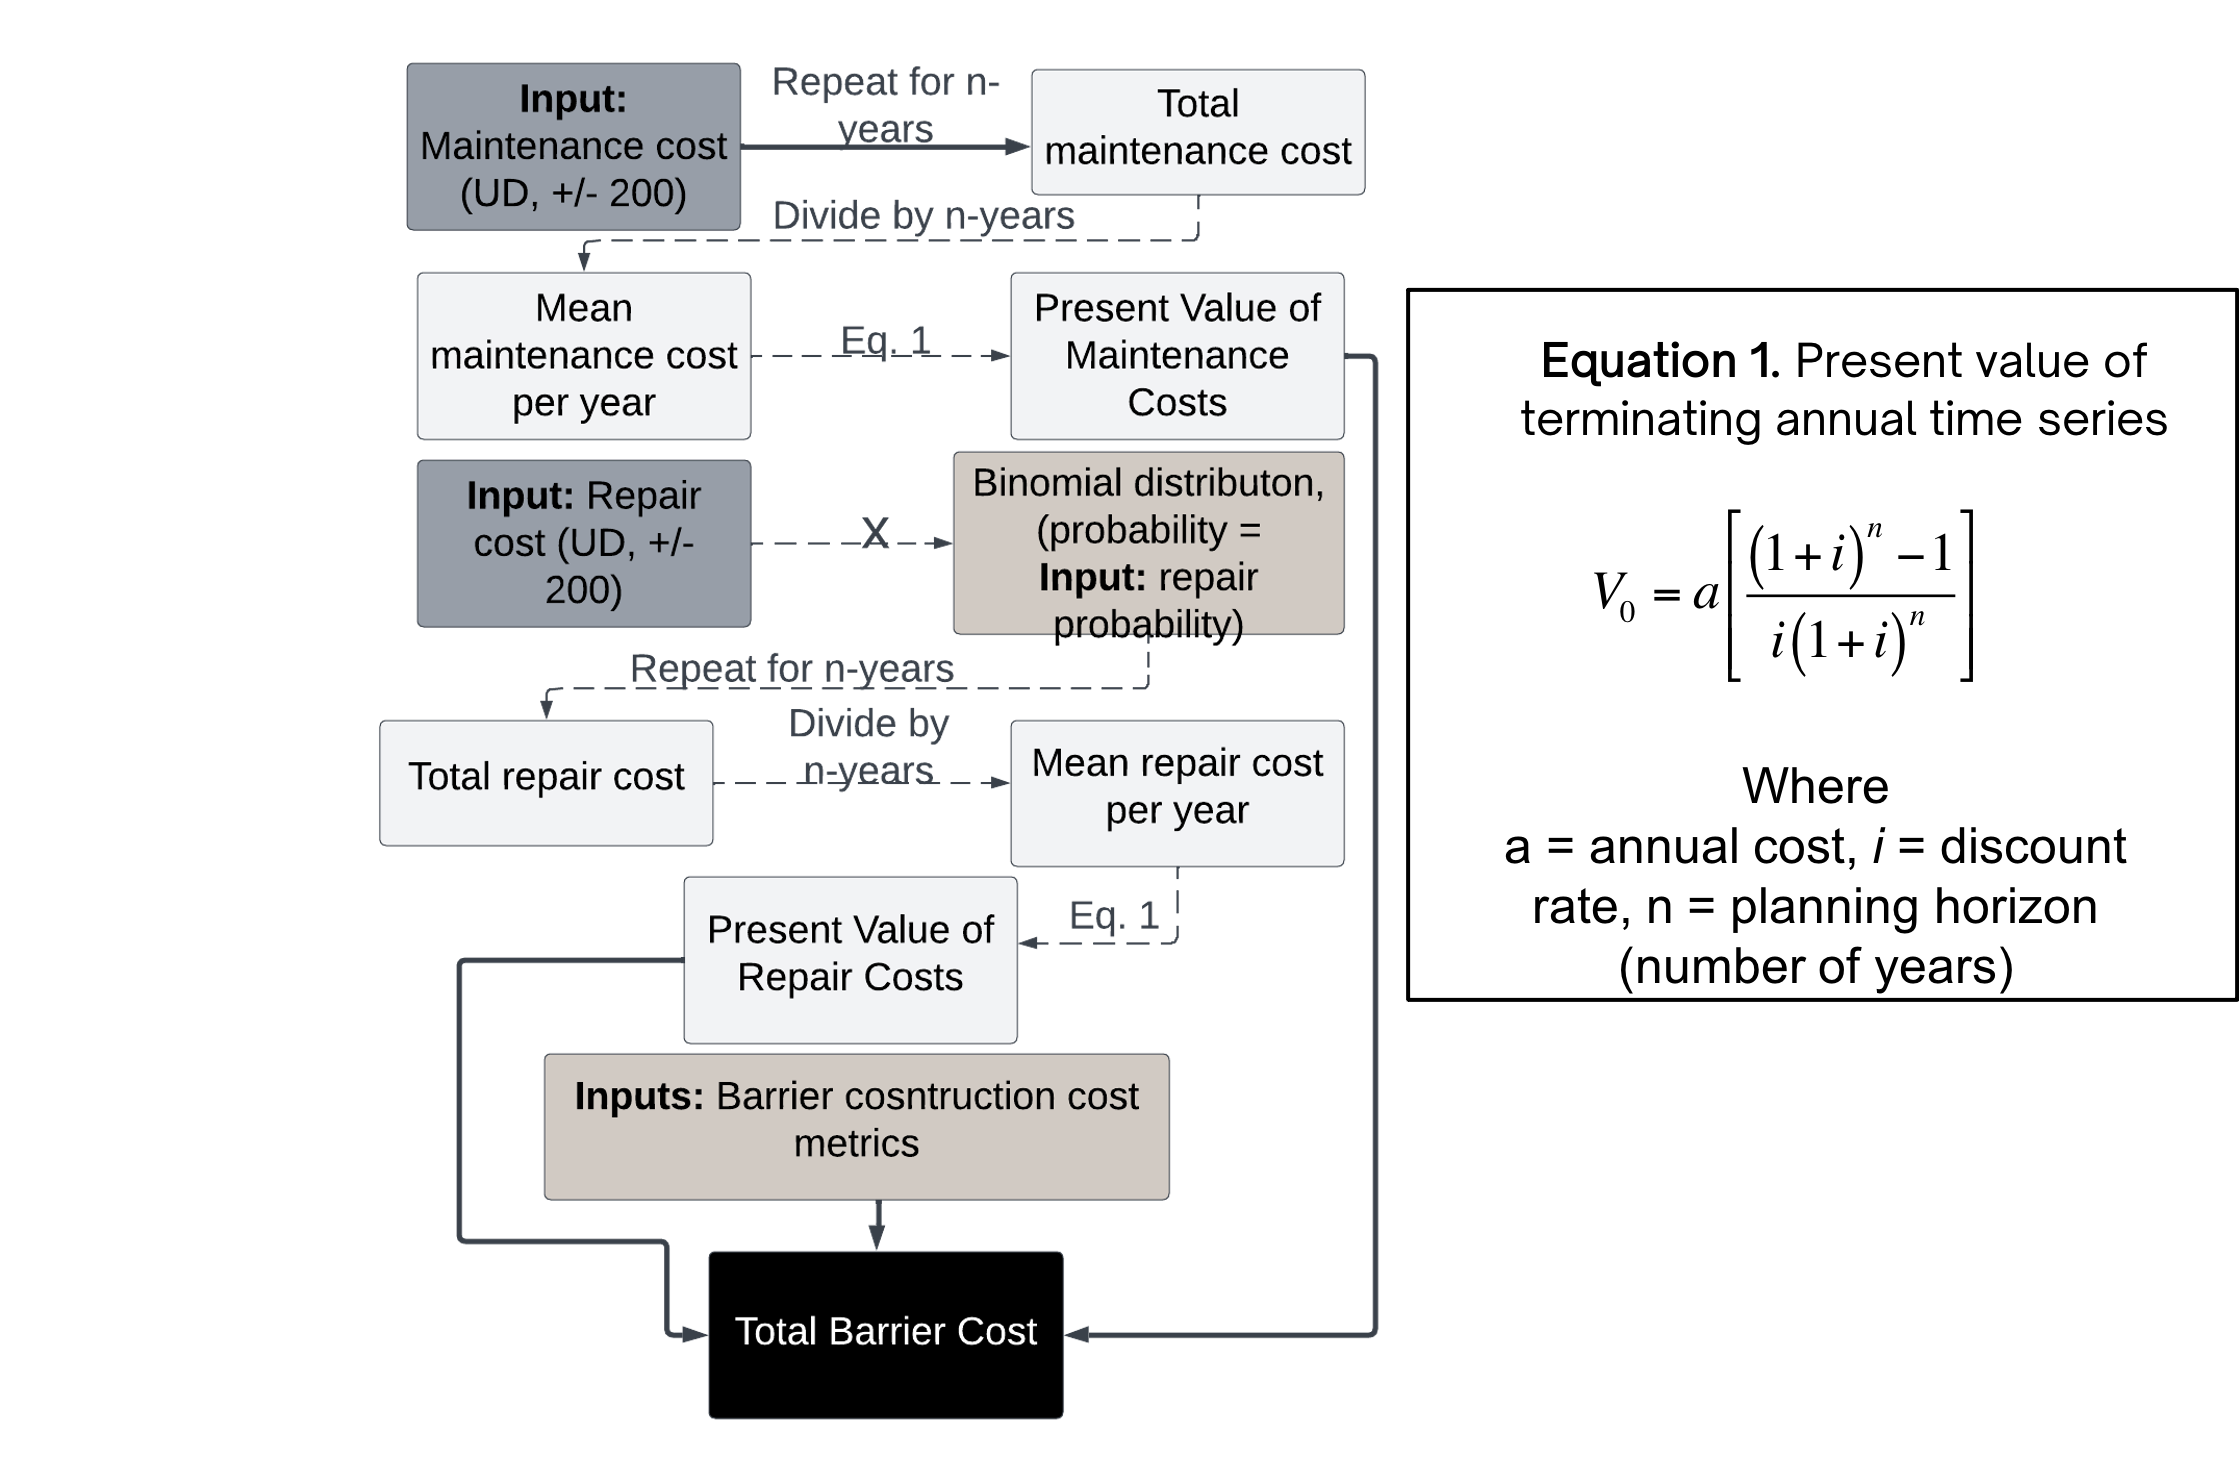 Input:
Maintenance cost
(UD, +/- 200)
Repeat for n-
years
Total
maintenance cost
Divide by n-years
Mean
maintenance cost
per year
Eq. 1
Present Value of
Maintenance
Costs
Input: Repair
cost (UD, +/-
200)
X
Binomial distributon,
(probability =
Input: repair
probability)
Repeat for n-years
Total repair cost
Divide by
n-years
Mean repair cost
per year
Eq. 1
Present Value of
Repair Costs
Inputs: Barrier cosntruction cost
metrics
Total Barrier Cost
Equation 1. Present value of
terminating annual time series
V₀ = a[((1+i)ⁿ −1)/(i(1+i)ⁿ)]
Where
a = annual cost, i = discount
rate, n = planning horizon
(number of years)